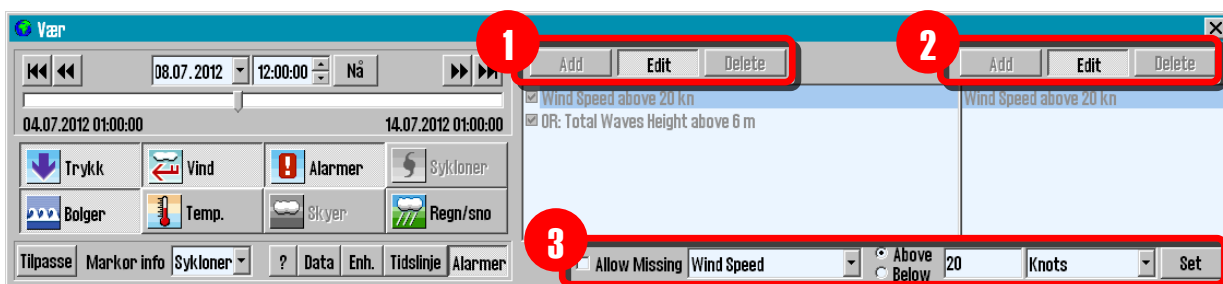 Vær
1
2
08.07.2012 12:00:00 Nå
Add Edit Delete
Add Edit Delete
04.07.2012 01:00:00 14.07.2012 01:00:00
Wind Speed above 20 kn
OR: Total Waves Height above 6 m
Wind Speed above 20 kn
Trykk Vind Alarmer Sykloner
Bolger Temp. Skyer Regn/sno
3
Tilpasse Markor info Sykloner ? Data Enh. Tidslinje Alarmer
Allow Missing Wind Speed Above 20 Knots Set
Below